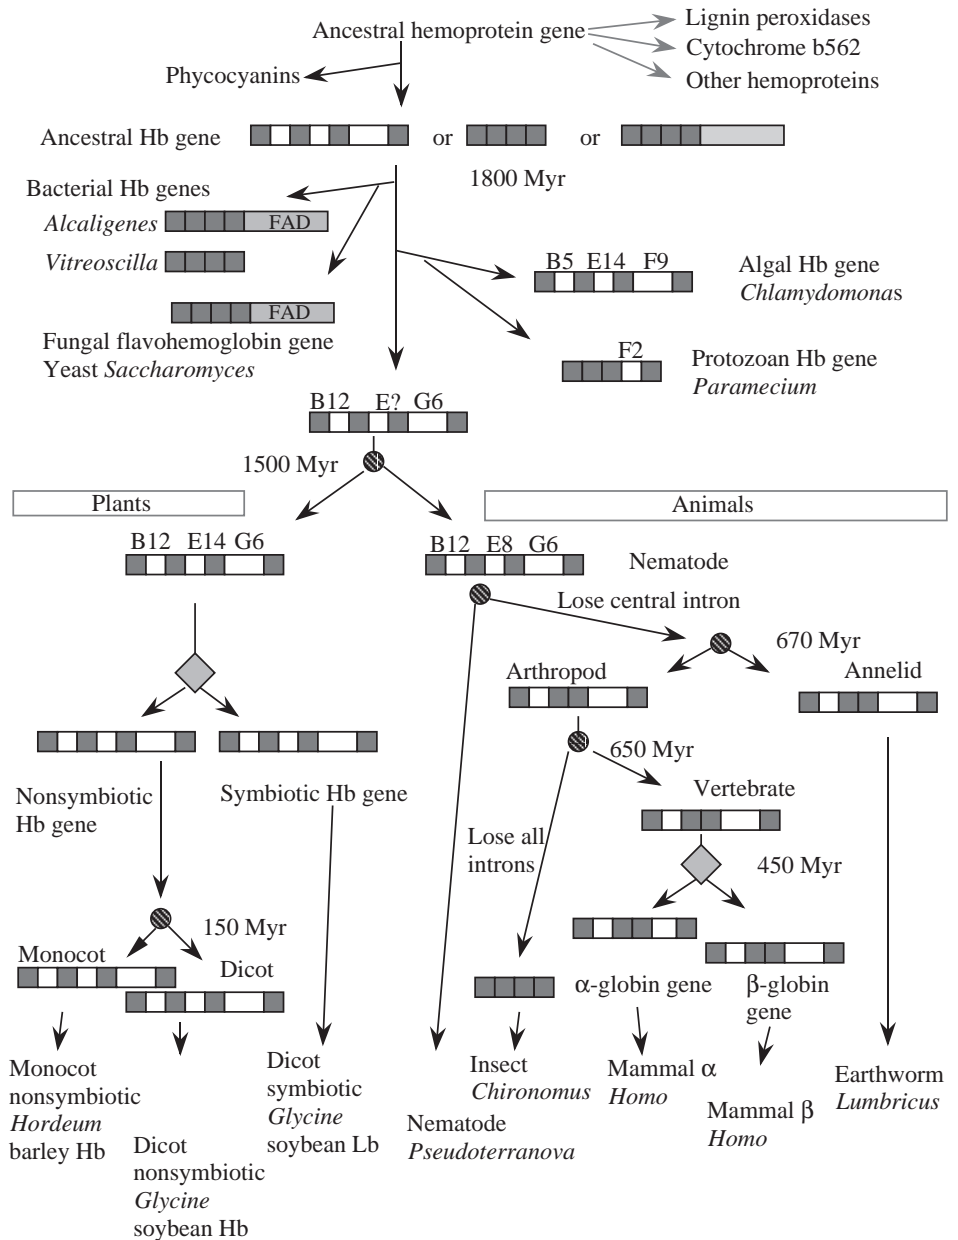 Ancestral hemoprotein gene
Lignin peroxidases
Cytochrome b562
Other hemoproteins
Phycocyanins
Ancestral Hb gene
or
or
1800 Myr
Bacterial Hb genes
Alcaligenes
FAD
Vitreoscilla
FAD
Fungal flavohemoglobin gene
Yeast Saccharomyces
B5 E14 F9
Algal Hb gene
Chlamydomonas
F2
Protozoan Hb gene
Paramecium
B12 E? G6
1500 Myr
Plants
Animals
B12 E14 G6
B12 E8 G6
Nematode
Lose central intron
670 Myr
Arthropod
Annelid
650 Myr
Vertebrate
Nonsymbiotic
Hb gene
Symbiotic Hb gene
Lose all
introns
450 Myr
150 Myr
Monocot
Dicot
α-globin gene
β-globin
gene
Monocot
nonsymbiotic
Hordeum
barley Hb
Dicot
nonsymbiotic
Glycine
soybean Hb
Dicot
symbiotic
Glycine
soybean Lb
Nematode
Pseudoterranova
Insect
Chironomus
Mammal α
Homo
Mammal β
Homo
Earthworm
Lumbricus